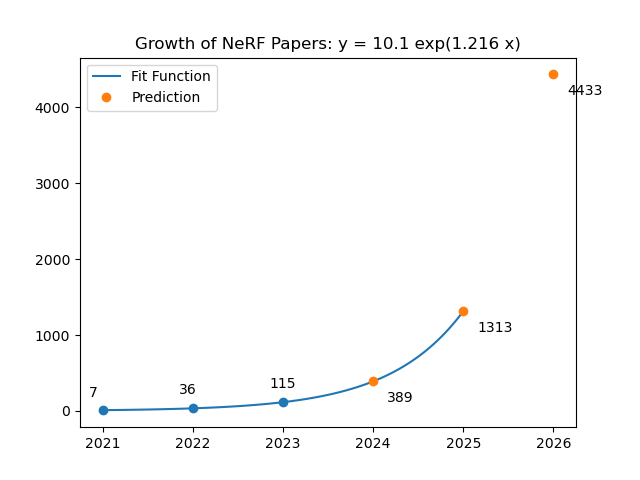 Growth of NeRF Papers: y = 10.1 exp(1.216 x)
Fit Function
Prediction
4433
4000
3000
2000
1313
1000
7
36
115
389
0
2021 2022 2023 2024 2025 2026